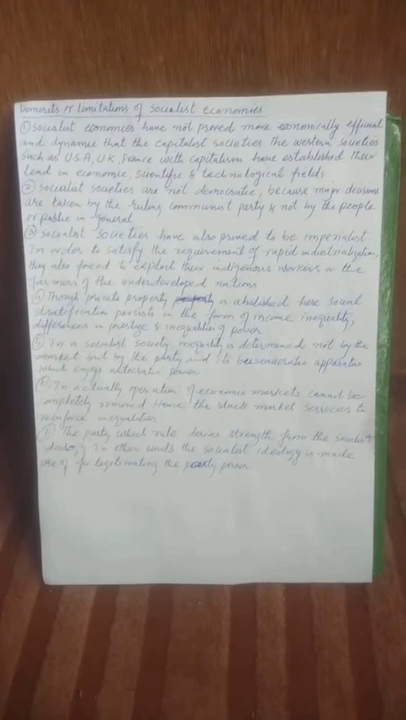 Demerits or limitations of socialist economies
① Socialist economies have not proved more economically efficient
and dynamic that the capitalist societies the western societies
such as U.S.A, U.K, France with capitalism have established their
lead in economic, scientific & technological fields
② Socialist societies are not democratic, because major decisions
are taken by the ruling communist party & not by the people
or public in general
③ Socialist societies have also proved to be imperialist
In order to satisfy the requirement of rapid industrialisation,
they also forced to exploit their indigenous workers or the
farmers of the underdeveloped nations
④ Though private property is abolished here social
stratification persists in the form of income inequality,
differences in prestige & inequalities of power.
⑤ In a socialist society, inequality is determined not by the
market but by the party and its bureaucratic apparatus
which enjoys autocratic power
⑥ In actually operation of economic markets cannot be
completely removed Hence the black market services to
reinforce inequalities
⑦ The party which rule derives strength from the socialist
ideology In other words the socialist ideology is made
use of for legitimating the party power